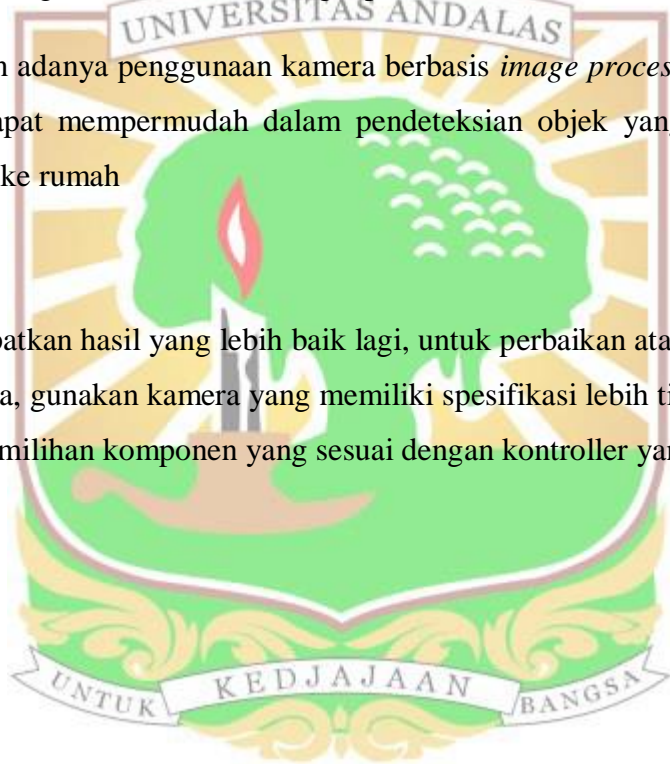 UNIVERSITAS ANDALAS
adanya penggunaan kamera berbasis image proces
apat mempermudah dalam pendeteksian objek yan
ke rumah
patkan hasil yang lebih baik lagi, untuk perbaikan ata
a, gunakan kamera yang memiliki spesifikasi lebih ti
milihan komponen yang sesuai dengan kontroller ya
UNTUK KEDJAJAAN BANGSA